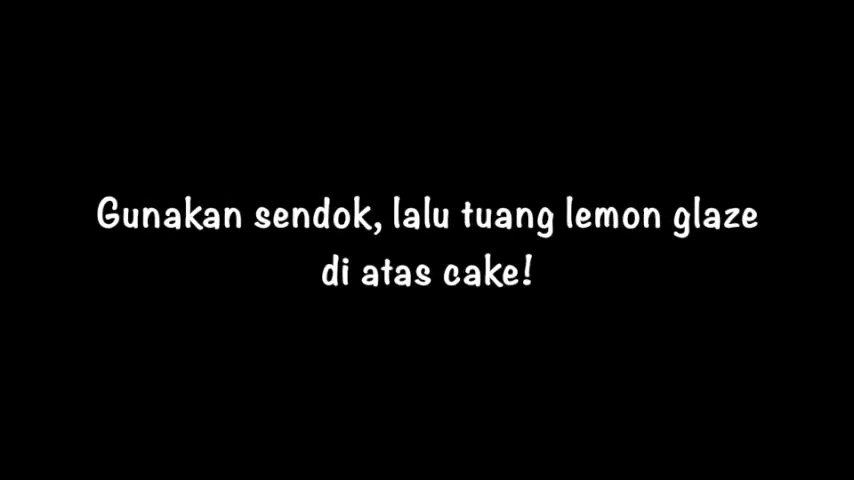 Gunakan sendok, lalu tuang lemon glaze
di atas cake!